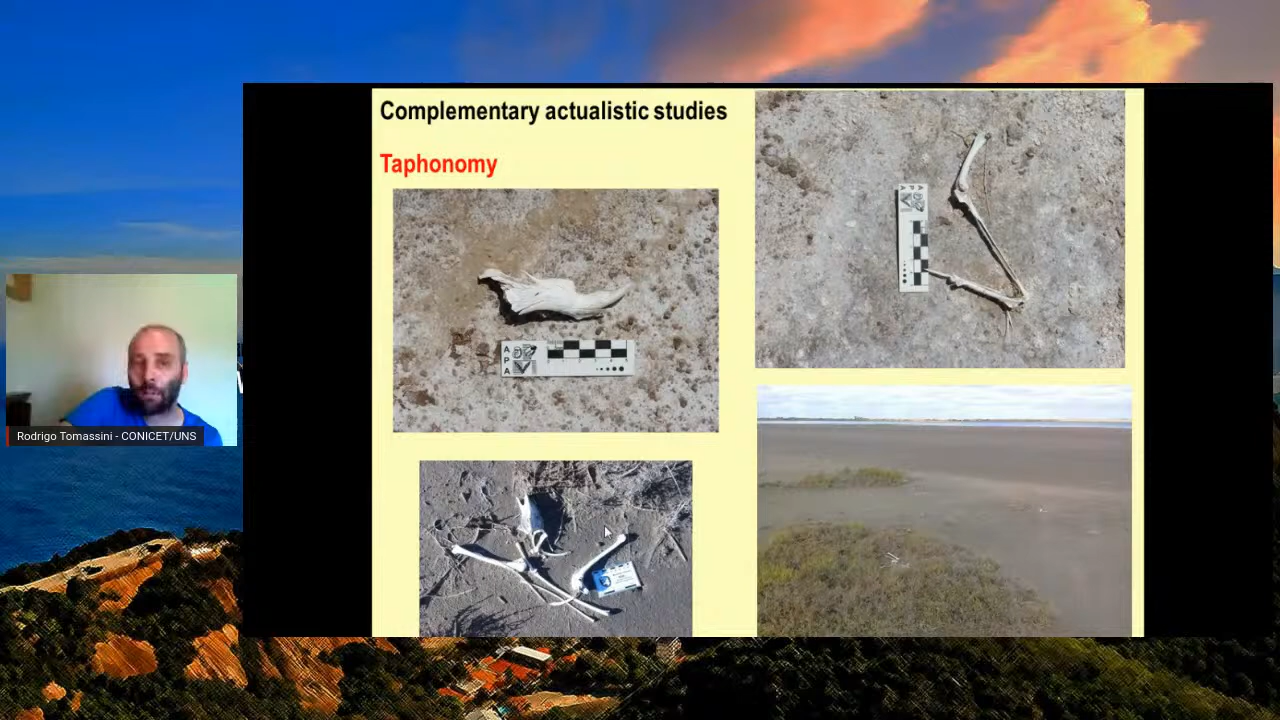 Complementary actualistic studies
Taphonomy
A P A
A P A
Rodrigo Tomassini - CONICET/UNS